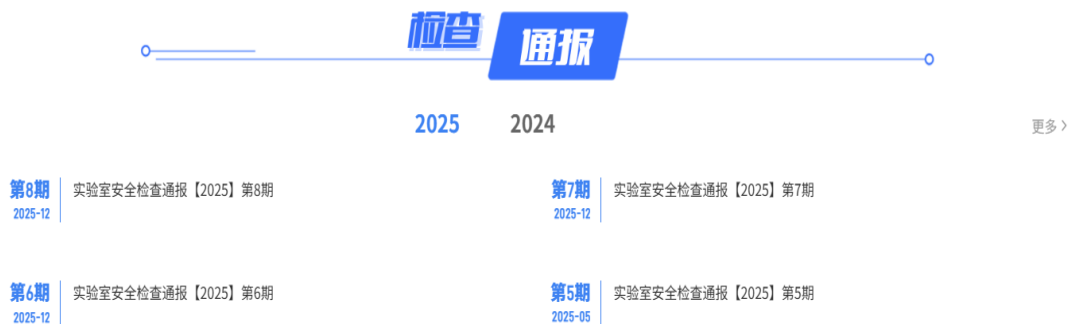 检查 通报
2025 2024
更多
第8期 实验室安全检查通报【2025】第8期
2025-12
第7期 实验室安全检查通报【2025】第7期
2025-12
第6期 实验室安全检查通报【2025】第6期
2025-12
第5期 实验室安全检查通报【2025】第5期
2025-05